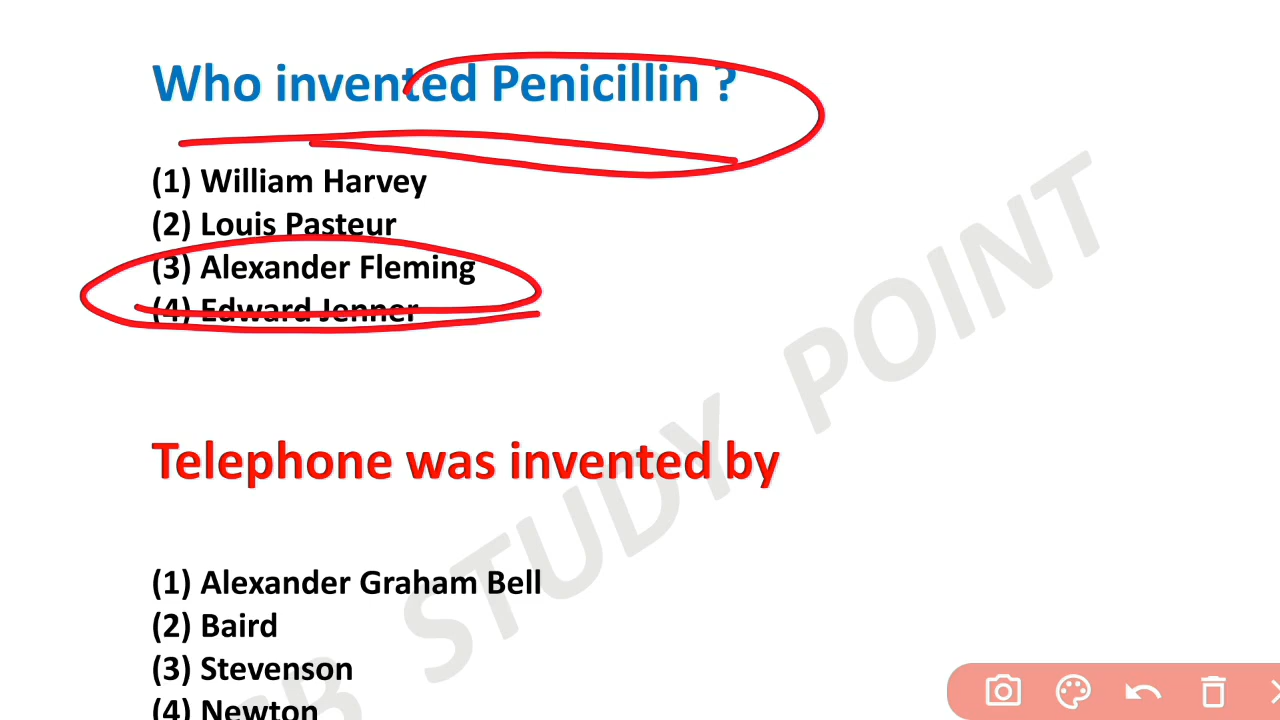 Who invented Penicillin ?
(1) William Harvey
(2) Louis Pasteur
(3) Alexander Fleming
(4) Edward Jenner
Telephone was invented by
(1) Alexander Graham Bell
(2) Baird
(3) Stevenson
(4) Newton
STUDY POINT